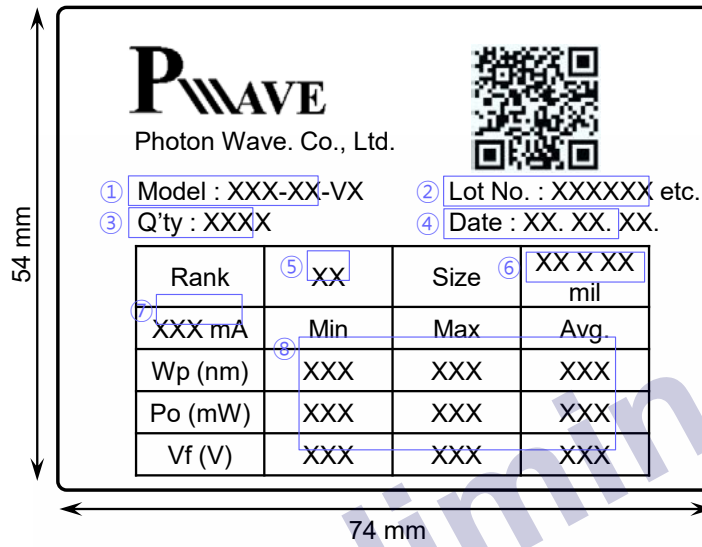 PWAVE
Photon Wave. Co., Ltd.
① Model : XXX-XX-VX ② Lot No. : XXXXXX etc.
③ Q'ty : XXXX ④ Date : XX. XX. XX.
Rank ⑤ XX Size ⑥ XX X XX mil
⑦ XXX mA Min Max Avg.
⑧
Wp (nm) XXX XXX XXX
Po (mW) XXX XXX XXX
Vf (V) XXX XXX XXX
54 mm
74 mm
limin